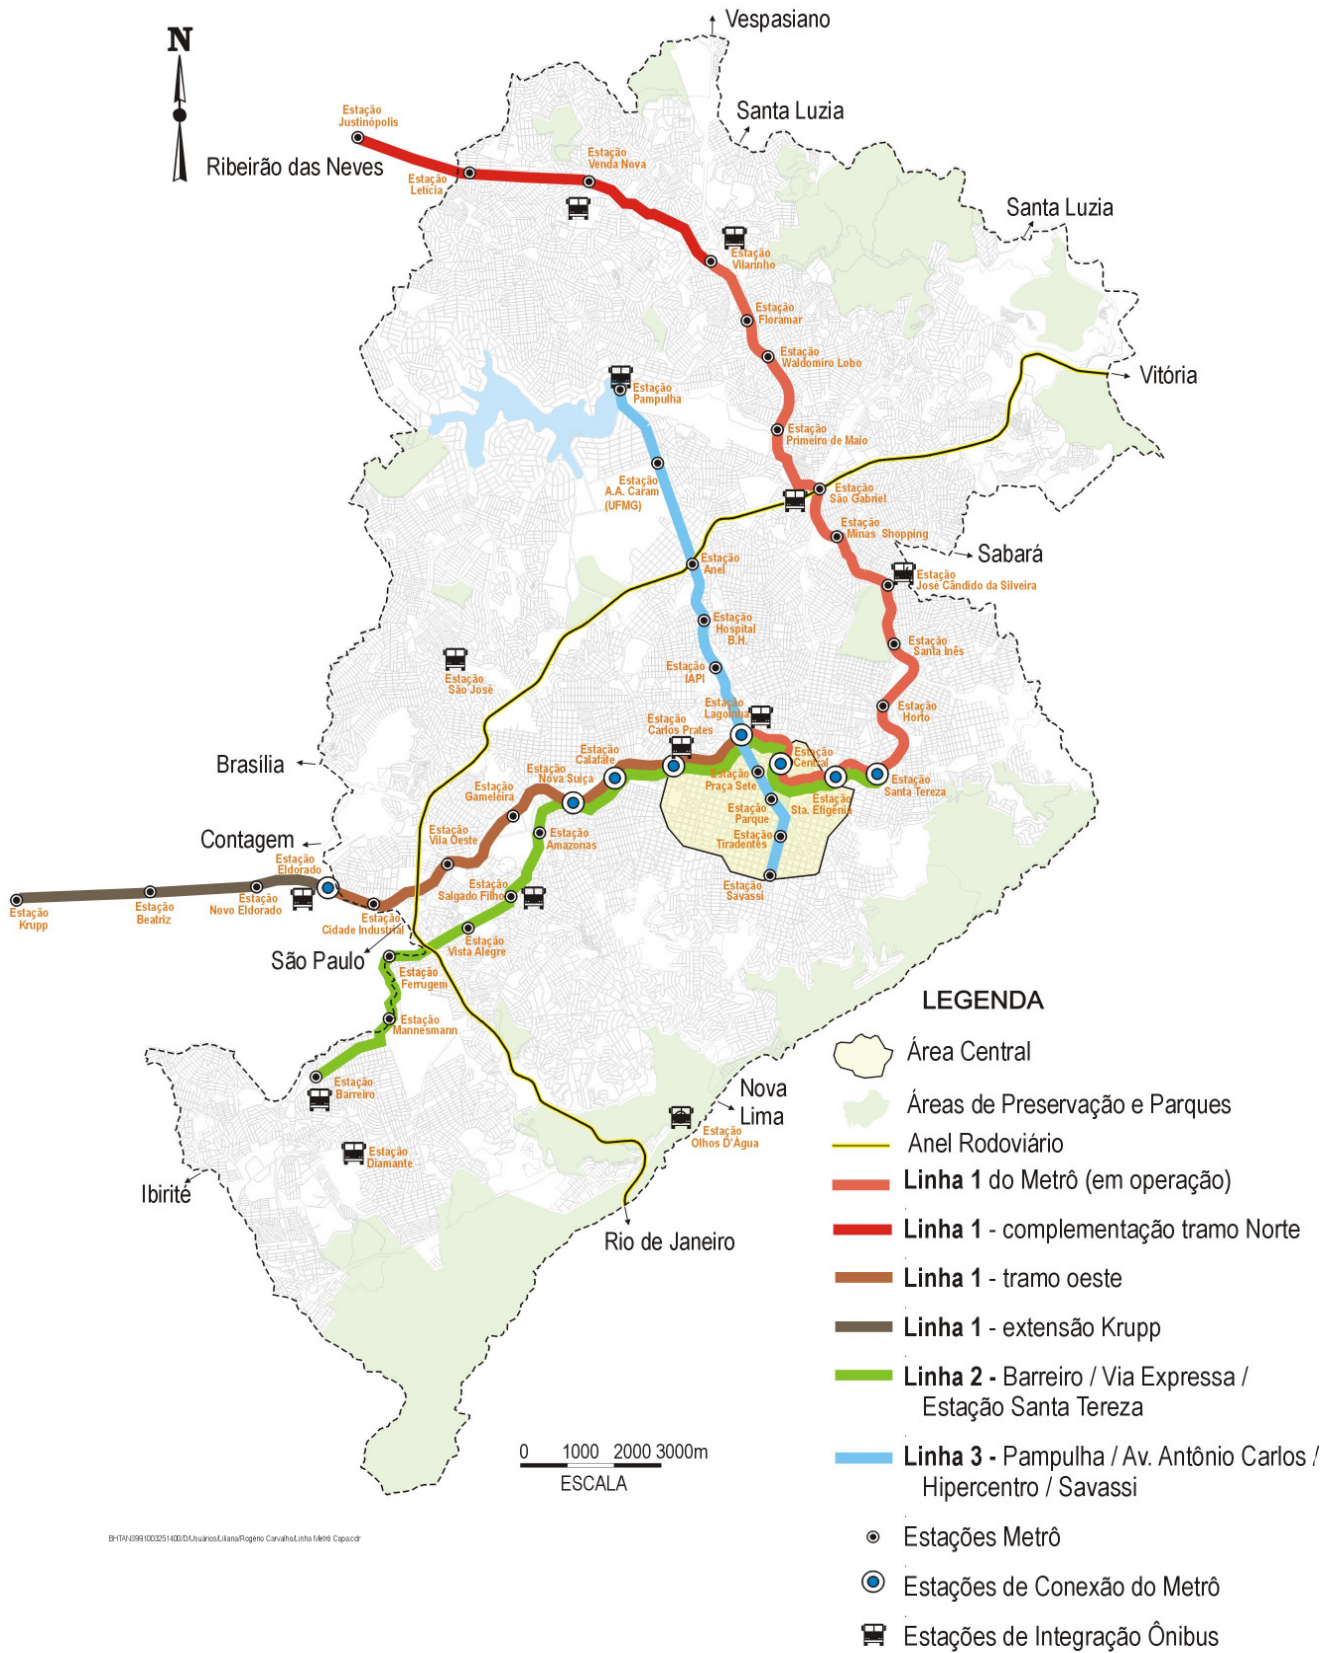 Vespasiano
N
Santa Luzia
Estação
Justinópolis
Ribeirão das Neves
Estação
Letícia
Estação
Venda Nova
Santa Luzia
Estação
Vilarinho
Estação
Floramar
Estação
Waldomiro Lobo
Vitória
Estação
Pampulha
Estação
Primeiro de Maio
Estação
A.A. Caram
(UFMG)
Estação
São Gabriel
Estação
Minas Shopping
Sabará
Estação
Anel
Estação
José Cândido da Silveira
Estação
Hospital
B.H.
Estação
Santa Inês
Estação
São José
Estação
IAPI
Estação
Lagoinha
Estação
Horto
Estação
Carlos Prates
Estação
Calafate
Brasília
Estação
Nova Suiça
Estação
Central
Estação
Praça Sete
Estação
Santa Tereza
Estação
Gameleira
Estação
Sta. Efigênia
Estação
Parque
Contagem
Estação
Vila Oeste
Estação
Amazonas
Estação
Tiradentes
Estação
Eldorado
Estação
Salgado Filho
Estação
Savassi
Estação
Krupp
Estação
Beatriz
Estação
Novo Eldorado
Estação
Cidade Industrial
Estação
Vista Alegre
São Paulo
Estação
Ferrugem
Estação
Mannesmann
Estação
Barreiro
Nova
Lima
Estação
Olhos D'Água
Estação
Diamante
Ibirité
Rio de Janeiro
LEGENDA
Área Central
Áreas de Preservação e Parques
Anel Rodoviário
Linha 1 do Metrô (em operação)
Linha 1 - complementação tramo Norte
Linha 1 - tramo oeste
Linha 1 - extensão Krupp
Linha 2 - Barreiro / Via Expressa /
Estação Santa Tereza
Linha 3 - Pampulha / Av. Antônio Carlos /
Hipercentro / Savassi
Estações Metrô
Estações de Conexão do Metrô
Estações de Integração Ônibus
0 1000 2000 3000m
ESCALA